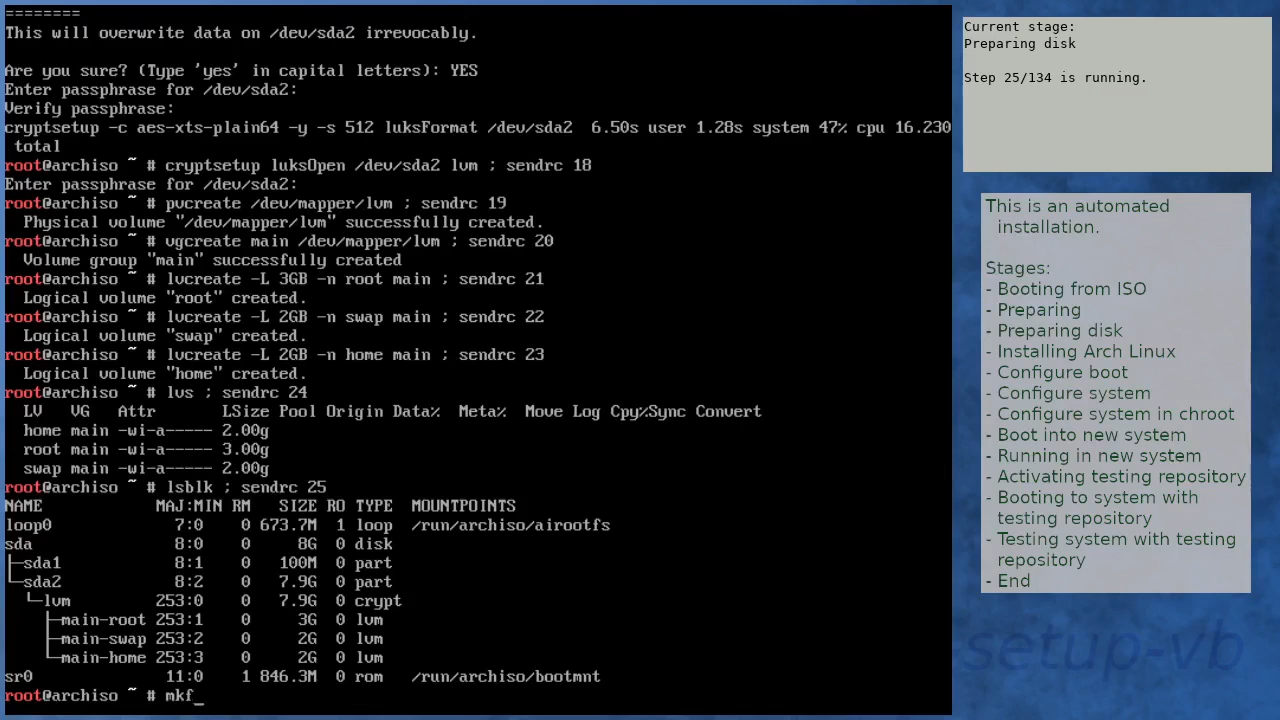 ========
This will overwrite data on /dev/sda2 irrevocably.
Are you sure? (Type 'yes' in capital letters): YES
Enter passphrase for /dev/sda2:
Verify passphrase:
cryptsetup -c aes-xts-plain64 -y -s 512 luksFormat /dev/sda2  6.50s user 1.28s system 47% cpu 16.230
 total
root@archiso ~ # cryptsetup luksOpen /dev/sda2 lvm ; sendrc 18
Enter passphrase for /dev/sda2:
root@archiso ~ # pvcreate /dev/mapper/lvm ; sendrc 19
  Physical volume "/dev/mapper/lvm" successfully created.
root@archiso ~ # vgcreate main /dev/mapper/lvm ; sendrc 20
  Volume group "main" successfully created
root@archiso ~ # lvcreate -L 3GB -n root main ; sendrc 21
  Logical volume "root" created.
root@archiso ~ # lvcreate -L 2GB -n swap main ; sendrc 22
  Logical volume "swap" created.
root@archiso ~ # lvcreate -L 2GB -n home main ; sendrc 23
  Logical volume "home" created.
root@archiso ~ # lvs ; sendrc 24
  LV   VG   Attr       LSize Pool Origin Data%  Meta%  Move Log Cpy%Sync Convert
  home main -wi-a----- 2.00g
  root main -wi-a----- 3.00g
  swap main -wi-a----- 2.00g
root@archiso ~ # lsblk ; sendrc 25
NAME            MAJ:MIN RM   SIZE RO TYPE  MOUNTPOINTS
loop0             7:0    0 673.7M  1 loop  /run/archiso/airootfs
sda               8:0    0     8G  0 disk
├─sda1            8:1    0   100M  0 part
└─sda2            8:2    0   7.9G  0 part
  └─lvm         253:0    0   7.9G  0 crypt
    ├─main-root 253:1    0     3G  0 lvm
    ├─main-swap 253:2    0     2G  0 lvm
    └─main-home 253:3    0     2G  0 lvm
sr0              11:0    1 846.3M  0 rom   /run/archiso/bootmnt
root@archiso ~ # mkf_
Current stage:
Preparing disk
Step 25/134 is running.
This is an automated
installation.
Stages:
- Booting from ISO
- Preparing
- Preparing disk
- Installing Arch Linux
- Configure boot
- Configure system
- Configure system in chroot
- Boot into new system
- Running in new system
- Activating testing repository
- Booting to system with
testing repository
- Testing system with testing
repository
- End
setup-vb